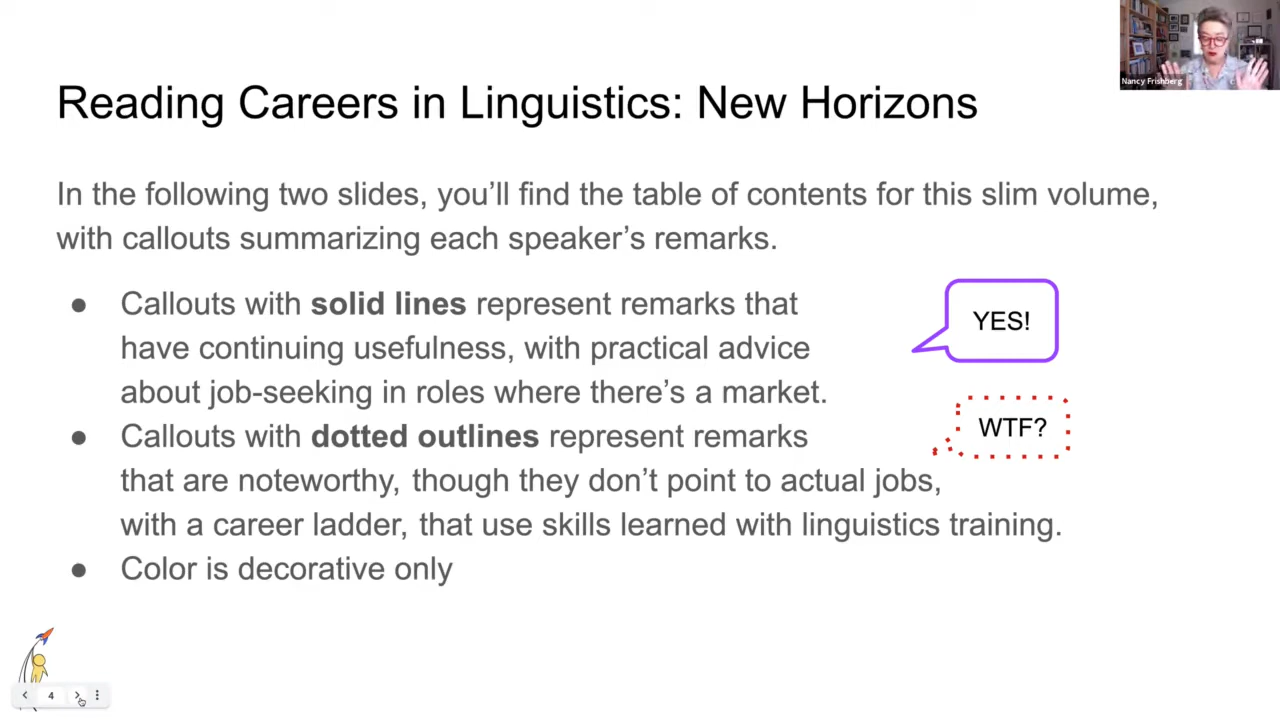 Nancy Frishberg
Reading Careers in Linguistics: New Horizons
In the following two slides, you’ll find the table of contents for this slim volume,
with callouts summarizing each speaker’s remarks.
● Callouts with solid lines represent remarks that
have continuing usefulness, with practical advice
about job-seeking in roles where there’s a market.
YES!
● Callouts with dotted outlines represent remarks
that are noteworthy, though they don’t point to actual jobs,
with a career ladder, that use skills learned with linguistics training.
WTF?
● Color is decorative only
4